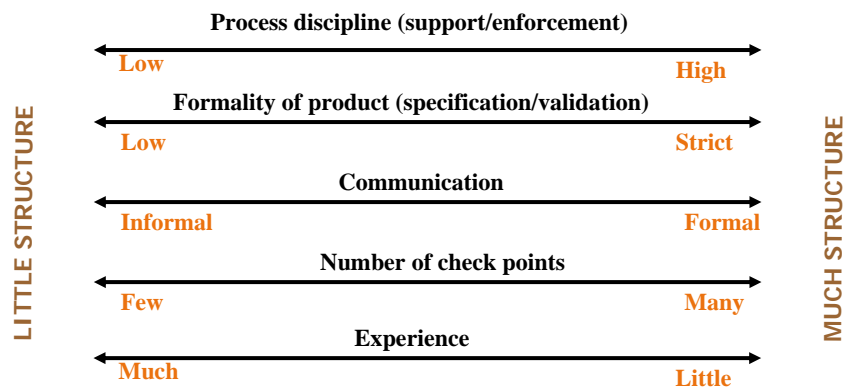 Process discipline (support/enforcement)
Low
High
Formality of product (specification/validation)
Low
Strict
Communication
Informal
Formal
Number of check points
Few
Many
Experience
Much
Little
LITTLE STRUCTURE
MUCH STRUCTURE